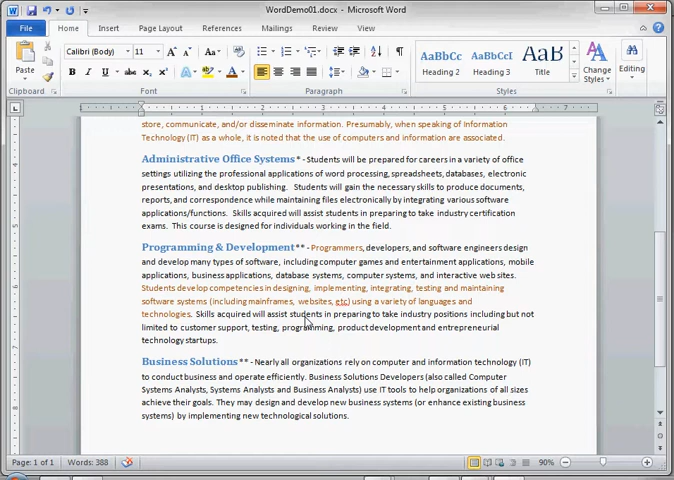 WordDemo01.docx - Microsoft Word
File Home Insert Page Layout References Mailings Review View
Calibri (Body) 11 A A Aa
B I U abc x₂ x² A ab A
Paste
AaBbCc AaBbCcI AaB
Heading 2 Heading 3 Title
Change Styles
Editing
Clipboard Font Paragraph Styles
1 2 3 4 5 6 7
store, communicate, and/or disseminate information. Presumably, when speaking of Information
Technology (IT) as a whole, it is noted that the use of computers and information are associated.
Administrative Office Systems * - Students will be prepared for careers in a variety of office
settings utilizing the professional applications of word processing, spreadsheets, databases, electronic
presentations, and desktop publishing. Students will gain the necessary skills to produce documents,
reports, and correspondence while maintaining files electronically by integrating various software
applications/functions. Skills acquired will assist students in preparing to take industry certification
exams. This course is designed for individuals working in the field.
Programming & Development ** - Programmers, developers, and software engineers design
and develop many types of software, including computer games and entertainment applications, mobile
applications, business applications, database systems, computer systems, and interactive web sites.
Students develop competencies in designing, implementing, integrating, testing and maintaining
software systems (including mainframes, websites, etc) using a variety of languages and
technologies. Skills acquired will assist students in preparing to take industry positions including but not
limited to customer support, testing, programming, product development and entrepreneurial
technology startups.
Business Solutions ** - Nearly all organizations rely on computer and information technology (IT)
to conduct business and operate efficiently. Business Solutions Developers (also called Computer
Systems Analysts, Systems Analysts and Business Analysts) use IT tools to help organizations of all sizes
achieve their goals. They may design and develop new business systems (or enhance existing business
systems) by implementing new technological solutions.
Page: 1 of 1 Words: 388 90%